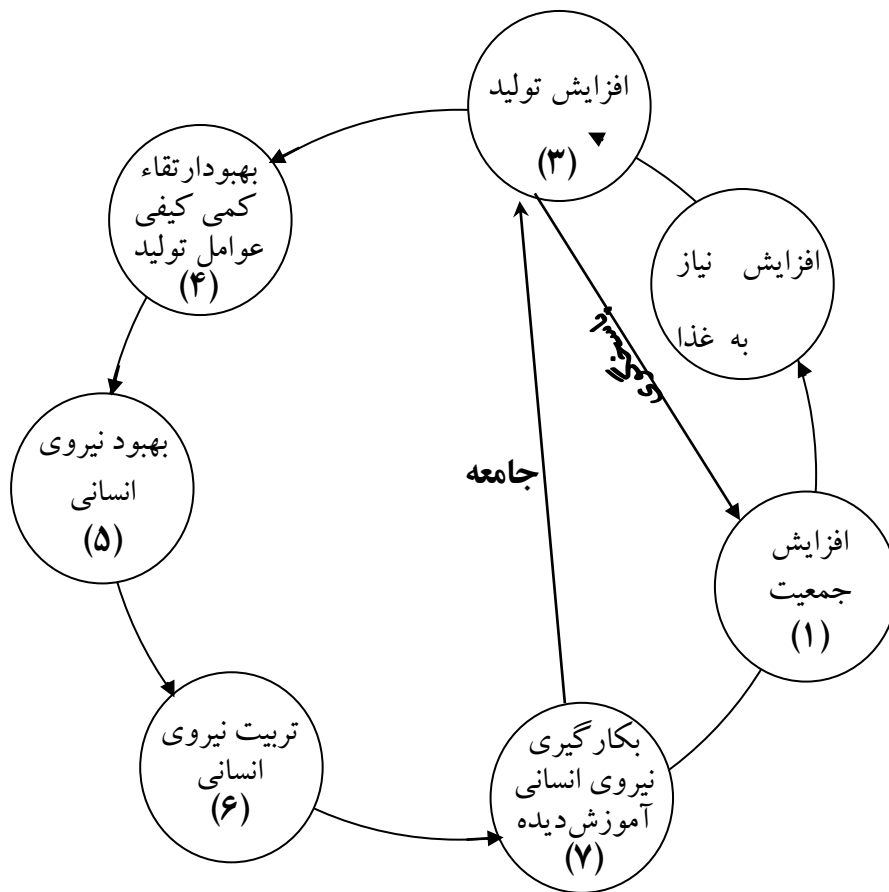 افزایش تولید
(۳)
بهبودارتقاء
کمی کیفی
عوامل تولید
(۴)
افزایش نیاز
به غذا
جامعه
بهبود نیروی
انسانی
(۵)
افزایش
جمعیت
(۱)
تربیت نیروی
انسانی
(۶)
بکارگیری
نیروی انسانی
آموزش‌دیده
(۷)